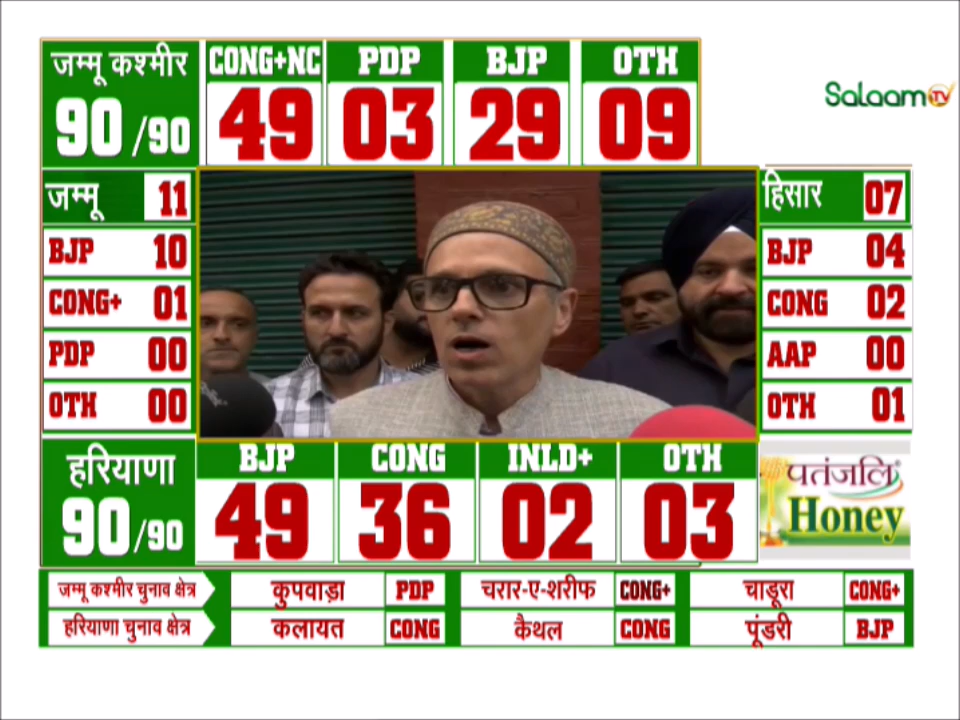 जम्मू कश्मीर CONG+NC PDP BJP OTH
90/90 49 03 29 09
Salaam TV
जम्मू 11
BJP 10
CONG+ 01
PDP 00
OTH 00
हिसार 07
BJP 04
CONG 02
AAP 00
OTH 01
हरियाणा BJP CONG INLD+ OTH
90/90 49 36 02 03
पतंजलि
Honey
जम्मू कश्मीर चुनाव क्षेत्र कुपवाड़ा PDP चरार-ए-शरीफ CONG+ चाडूरा CONG+
हरियाणा चुनाव क्षेत्र कलायत CONG कैथल CONG पूंडरी BJP